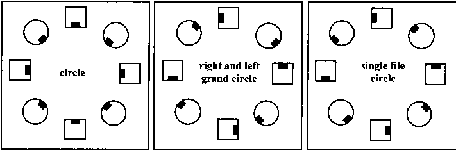 circle
right and left
grand circle
single file
circle